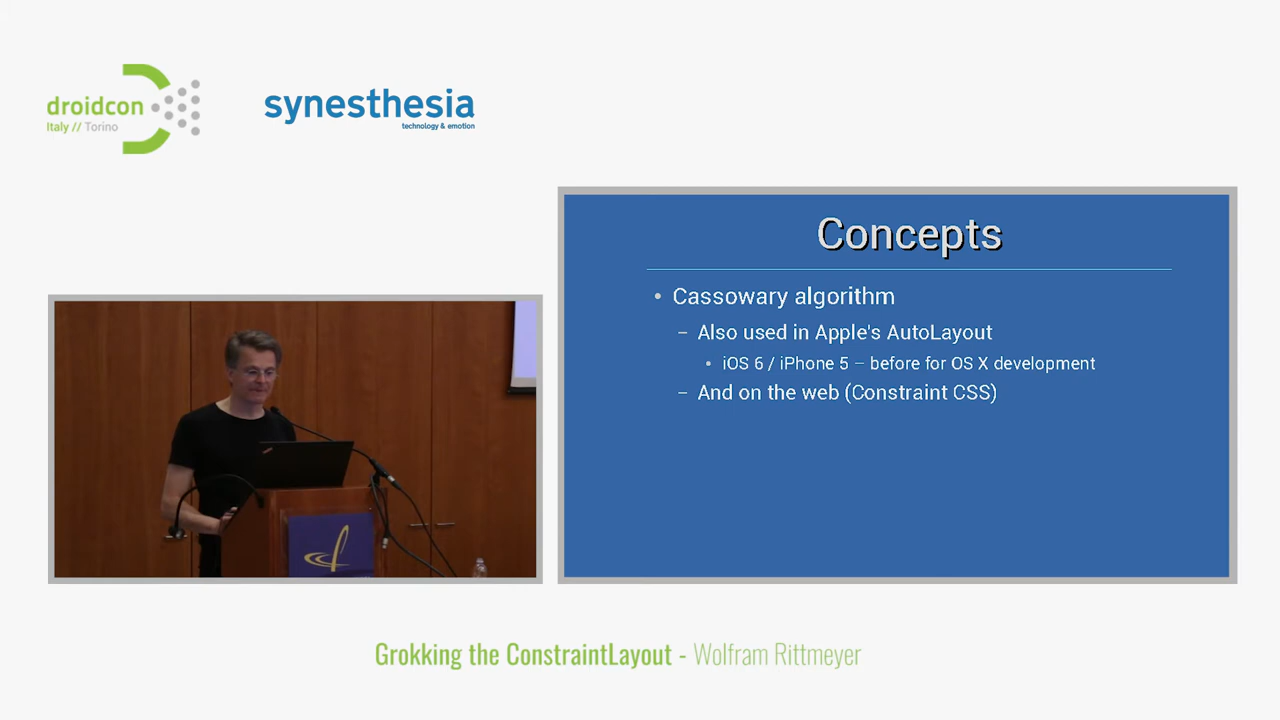 droidcon
Italy // Torino
synesthesia
technology & emotion
Concepts
• Cassowary algorithm
– Also used in Apple's AutoLayout
• iOS 6 / iPhone 5 – before for OS X development
– And on the web (Constraint CSS)
Grokking the ConstraintLayout - Wolfram Rittmeyer